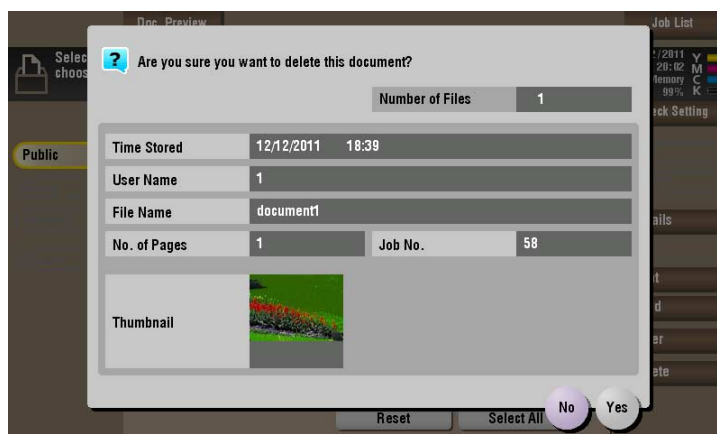 Doc. Preview
Job List
Selec
choos
?
Are you sure you want to delete this document?
/2011
20:02
Memory
99%
Y
M
C
K
Number of Files 1
eck Setting
Public
Time Stored 12/12/2011 18:39
User Name 1
File Name document1
ails
No. of Pages 1 Job No. 58
Thumbnail
ete
No Yes
Reset Select All